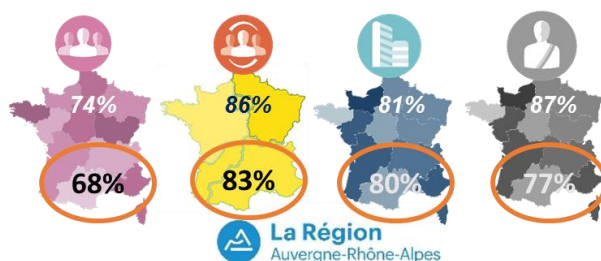 74% 86% 81% 87%
68% 83% 80% 77%
La Région
Auvergne-Rhône-Alpes